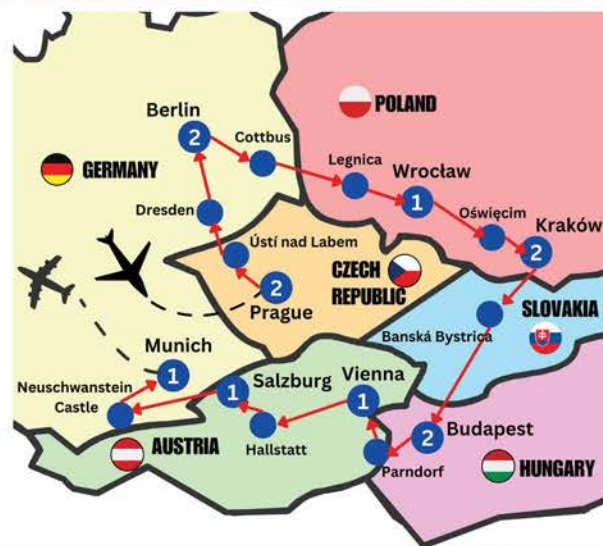 POLAND
Berlin
2
Cottbus
GERMANY
Legnica
Wrocław
1
Oświęcim
Kraków
2
Dresden
Ústí nad Labem
CZECH
REPUBLIC
2
Prague
SLOVAKIA
Banská Bystrica
Munich
1
Neuschwanstein
Castle
Salzburg
1
Vienna
1
Budapest
2
Hallstatt
Parndorf
AUSTRIA
HUNGARY